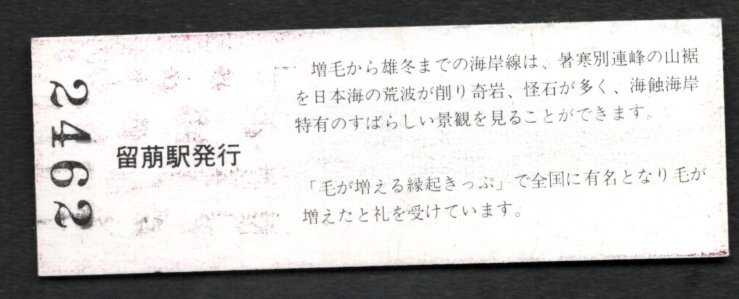 2462
留萠駅発行
増毛から雄冬までの海岸線は、暑寒別連峰の山裾
を日本海の荒波が削り奇岩、怪石が多く、海蝕海岸
特有のすばらしい景観を見ることができます。
「毛が増える縁起きっぷ」で全国に有名となり毛が
増えたと礼を受けています。